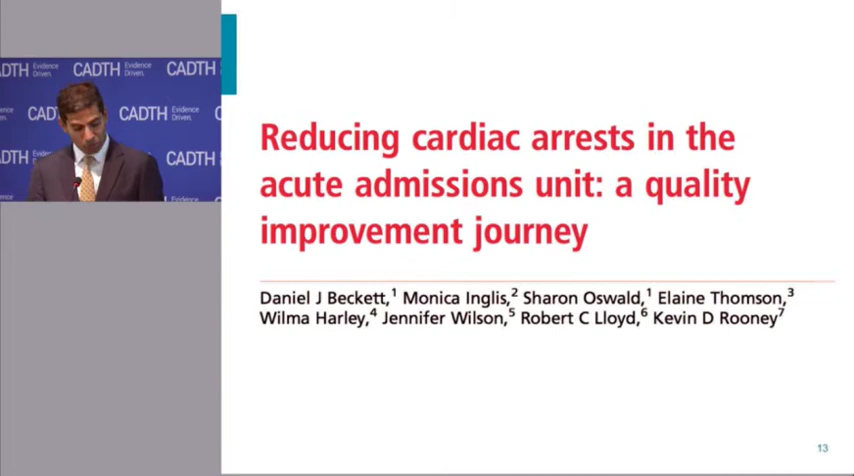 CADTH Evidence Driven. CADTH
CADTH Evidence Driven.
CADTH
CADTH Evidence Driven.
Reducing cardiac arrests in the
acute admissions unit: a quality
improvement journey
Daniel J Beckett,¹ Monica Inglis,² Sharon Oswald,¹ Elaine Thomson,³
Wilma Harley,⁴ Jennifer Wilson,⁵ Robert C Lloyd,⁶ Kevin D Rooney⁷
13